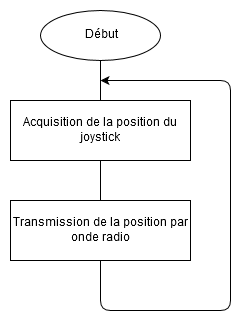 Début
Acquisition de la position du
joystick
Transmission de la position par
onde radio